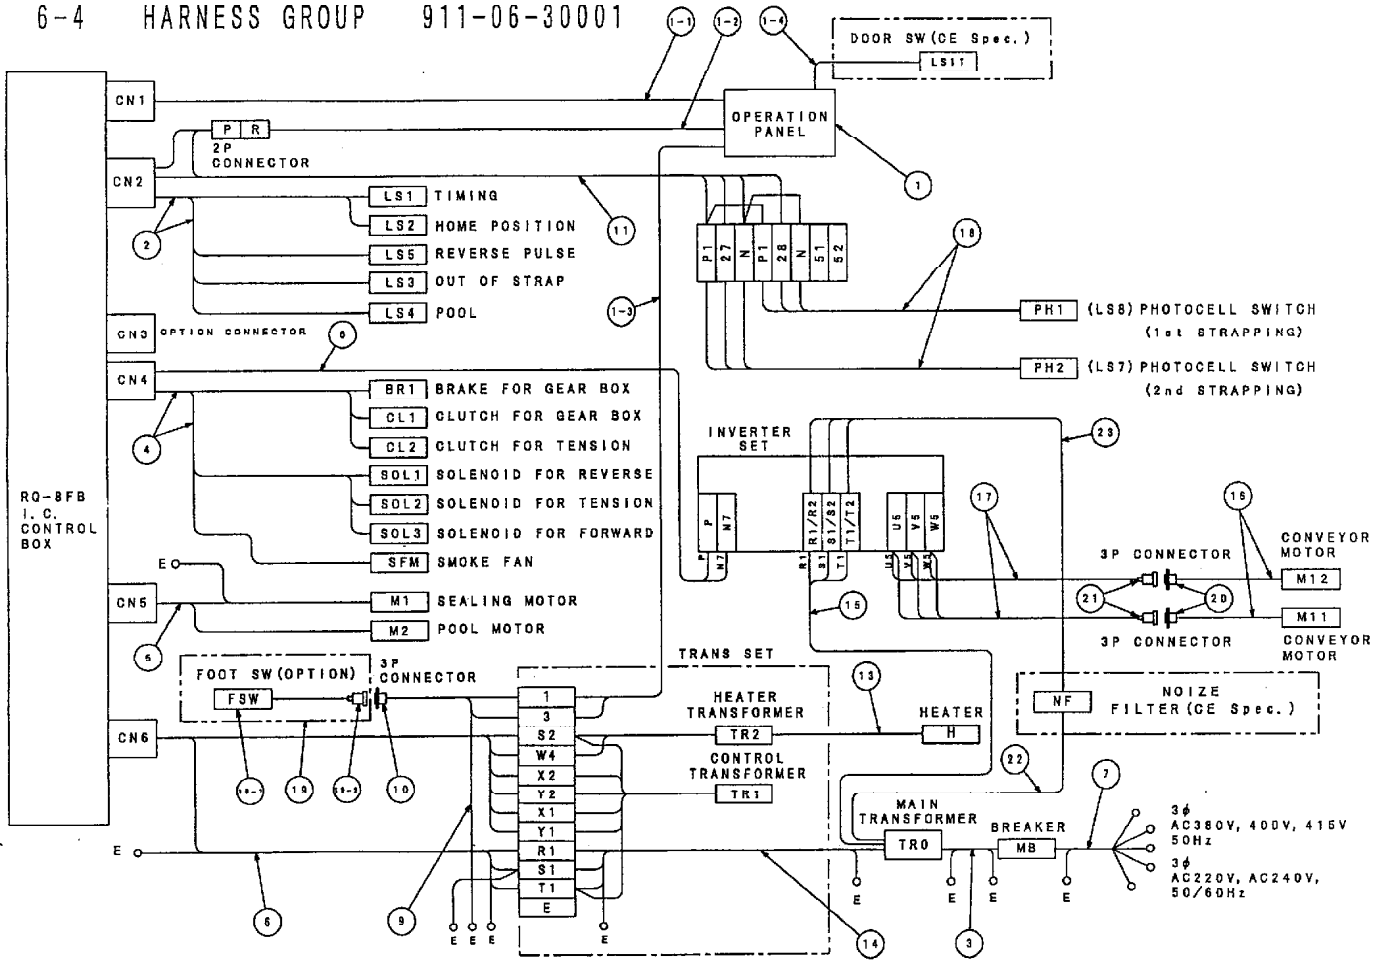 6-4 HARNESS GROUP 911-06-30001
1-1
1-2
1-4
DOOR SW(CE Spec.)
LS11
CN1
OPERATION
PANEL
P R
2P
CONNECTOR
CN2
1
2
11
LS1 TIMING
LS2 HOME POSITION
LS5 REVERSE PULSE
LS3 OUT OF STRAP
LS4 POOL
P1
27
N
P1
28
N
51
52
18
1-3
PH1 (LS8) PHOTOCELL SWITCH
(1st STRAPPING)
PH2 (LS7) PHOTOCELL SWITCH
(2nd STRAPPING)
CN3 OPTION CONNECTOR
CN4
4
BR1 BRAKE FOR GEAR BOX
CL1 CLUTCH FOR GEAR BOX
CL2 CLUTCH FOR TENSION
SOL1 SOLENOID FOR REVERSE
SOL2 SOLENOID FOR TENSION
SOL3 SOLENOID FOR FORWARD
SFM SMOKE FAN
RQ-8FB
I.C.
CONTROL
BOX
INVERTER
SET
23
P
N7
R1/R2
S1/S2
T1/T2
U5
V5
W5
P
N7
R1
S1
T1
U5
V5
W5
17
16
15
3P CONNECTOR
21
20
3P CONNECTOR
CONVEYOR
MOTOR
M12
M11
CONVEYOR
MOTOR
E
CN5
5
M1 SEALING MOTOR
M2 POOL MOTOR
FOOT SW(OPTION)
FSW
3P
CONNECTOR
19
10
CN6
TRANS SET
1
3
S2
W4
X2
Y2
X1
Y1
R1
S1
T1
E
HEATER
TRANSFORMER
TR2
CONTROL
TRANSFORMER
TR1
13
HEATER
H
NF
NOIZE
FILTER(CE Spec.)
22
7
MAIN
TRANSFORMER
TR0
BREAKER
MB
3ϕ
AC380V, 400V, 415V
50Hz
3ϕ
AC220V, AC240V,
50/60Hz
E
6
9
E E E
E
14
E
E
3
E
E